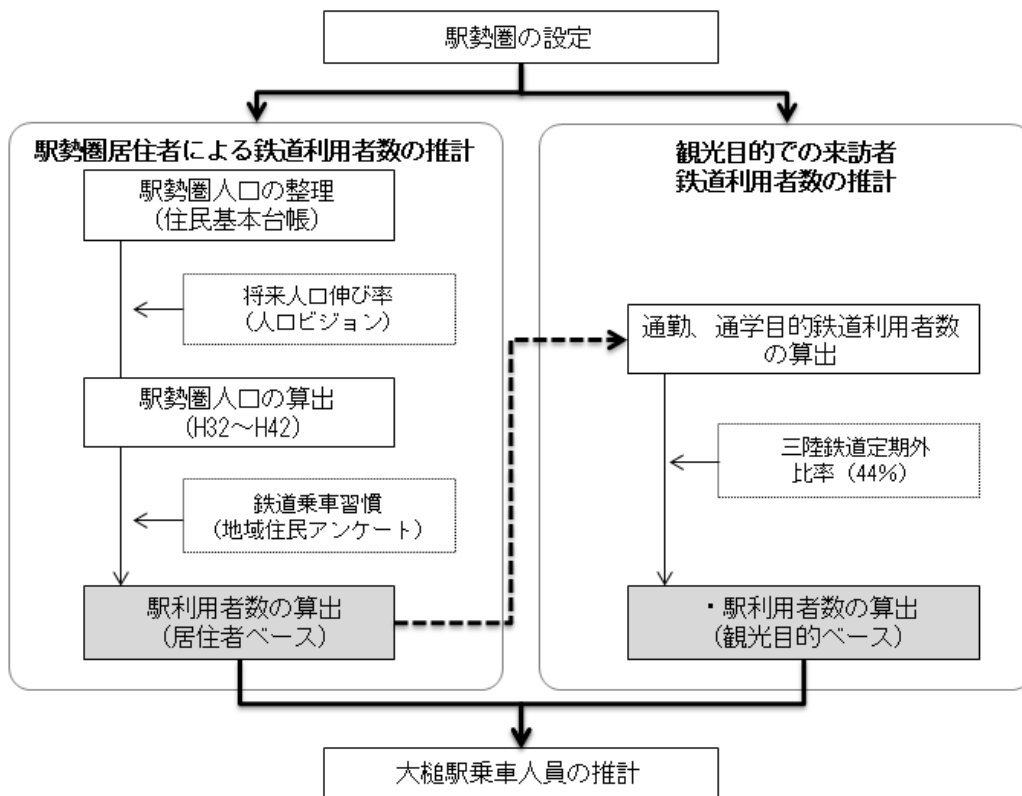 駅勢圏の設定
駅勢圏居住者による鉄道利用者数の推計
駅勢圏人口の整理
(住民基本台帳)
将来人口伸び率
(人口ビジョン)
駅勢圏人口の算出
(H32～H42)
鉄道乗車習慣
(地域住民アンケート)
駅利用者数の算出
(居住者ベース)
観光目的での来訪者
鉄道利用者数の推計
通勤、通学目的鉄道利用者数
の算出
三陸鉄道定期外
比率 (44%)
・駅利用者数の算出
(観光目的ベース)
大槌駅乗車人員の推計